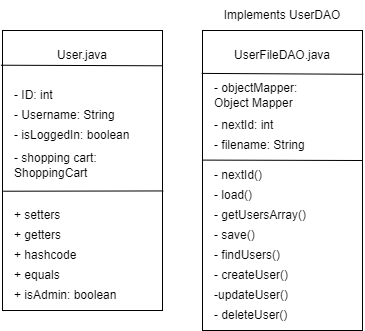 Implements UserDAO
User.java
- ID: int
- Username: String
- isLoggedIn: boolean
- shopping cart:
ShoppingCart
+ setters
+ getters
+ hashcode
+ equals
+ isAdmin: boolean
UserFileDAO.java
- objectMapper:
Object Mapper
- nextId: int
- filename: String
- nextId()
- load()
- getUsersArray()
- save()
- findUsers()
- createUser()
-updateUser()
- deleteUser()